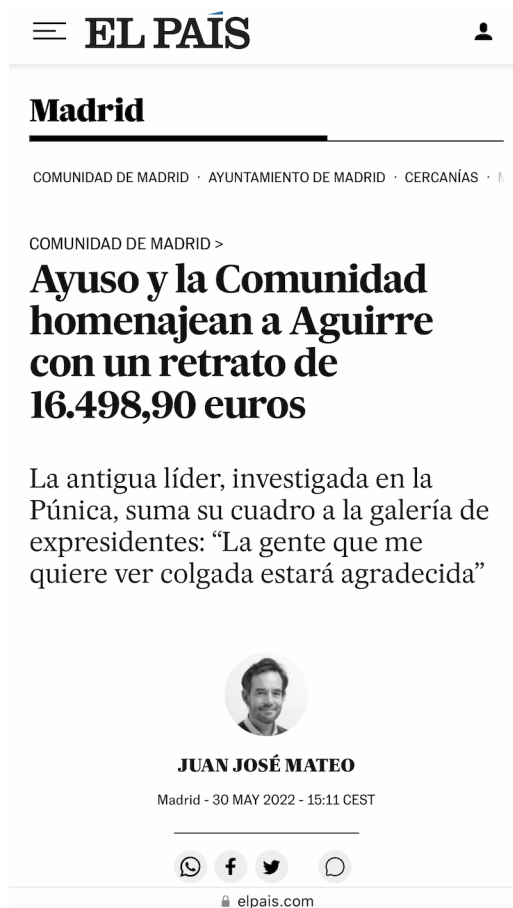 EL PAÍS
Madrid
COMUNIDAD DE MADRID · AYUNTAMIENTO DE MADRID · CERCANÍAS ·
COMUNIDAD DE MADRID >
Ayuso y la Comunidad
homenajean a Aguirre
con un retrato de
16.498,90 euros
La antigua líder, investigada en la
Púnica, suma su cuadro a la galería de
expresidentes: “La gente que me
quiere ver colgada estará agradecida”
JUAN JOSÉ MATEO
Madrid - 30 MAY 2022 - 15:11 CEST
elpais.com